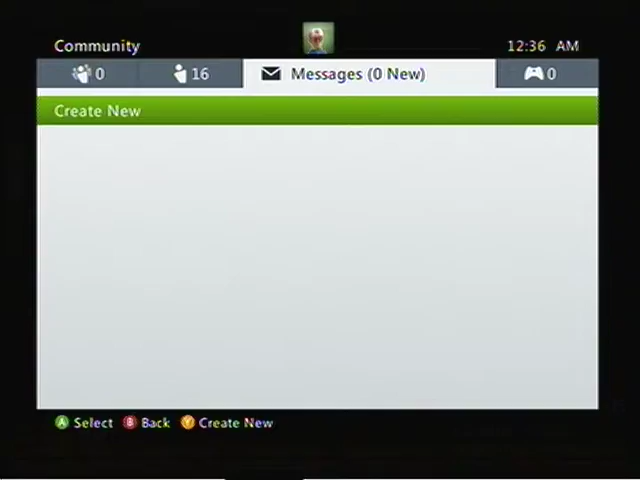 Community
12:36 AM
0
16
Messages (0 New)
0
Create New
A Select B Back Y Create New